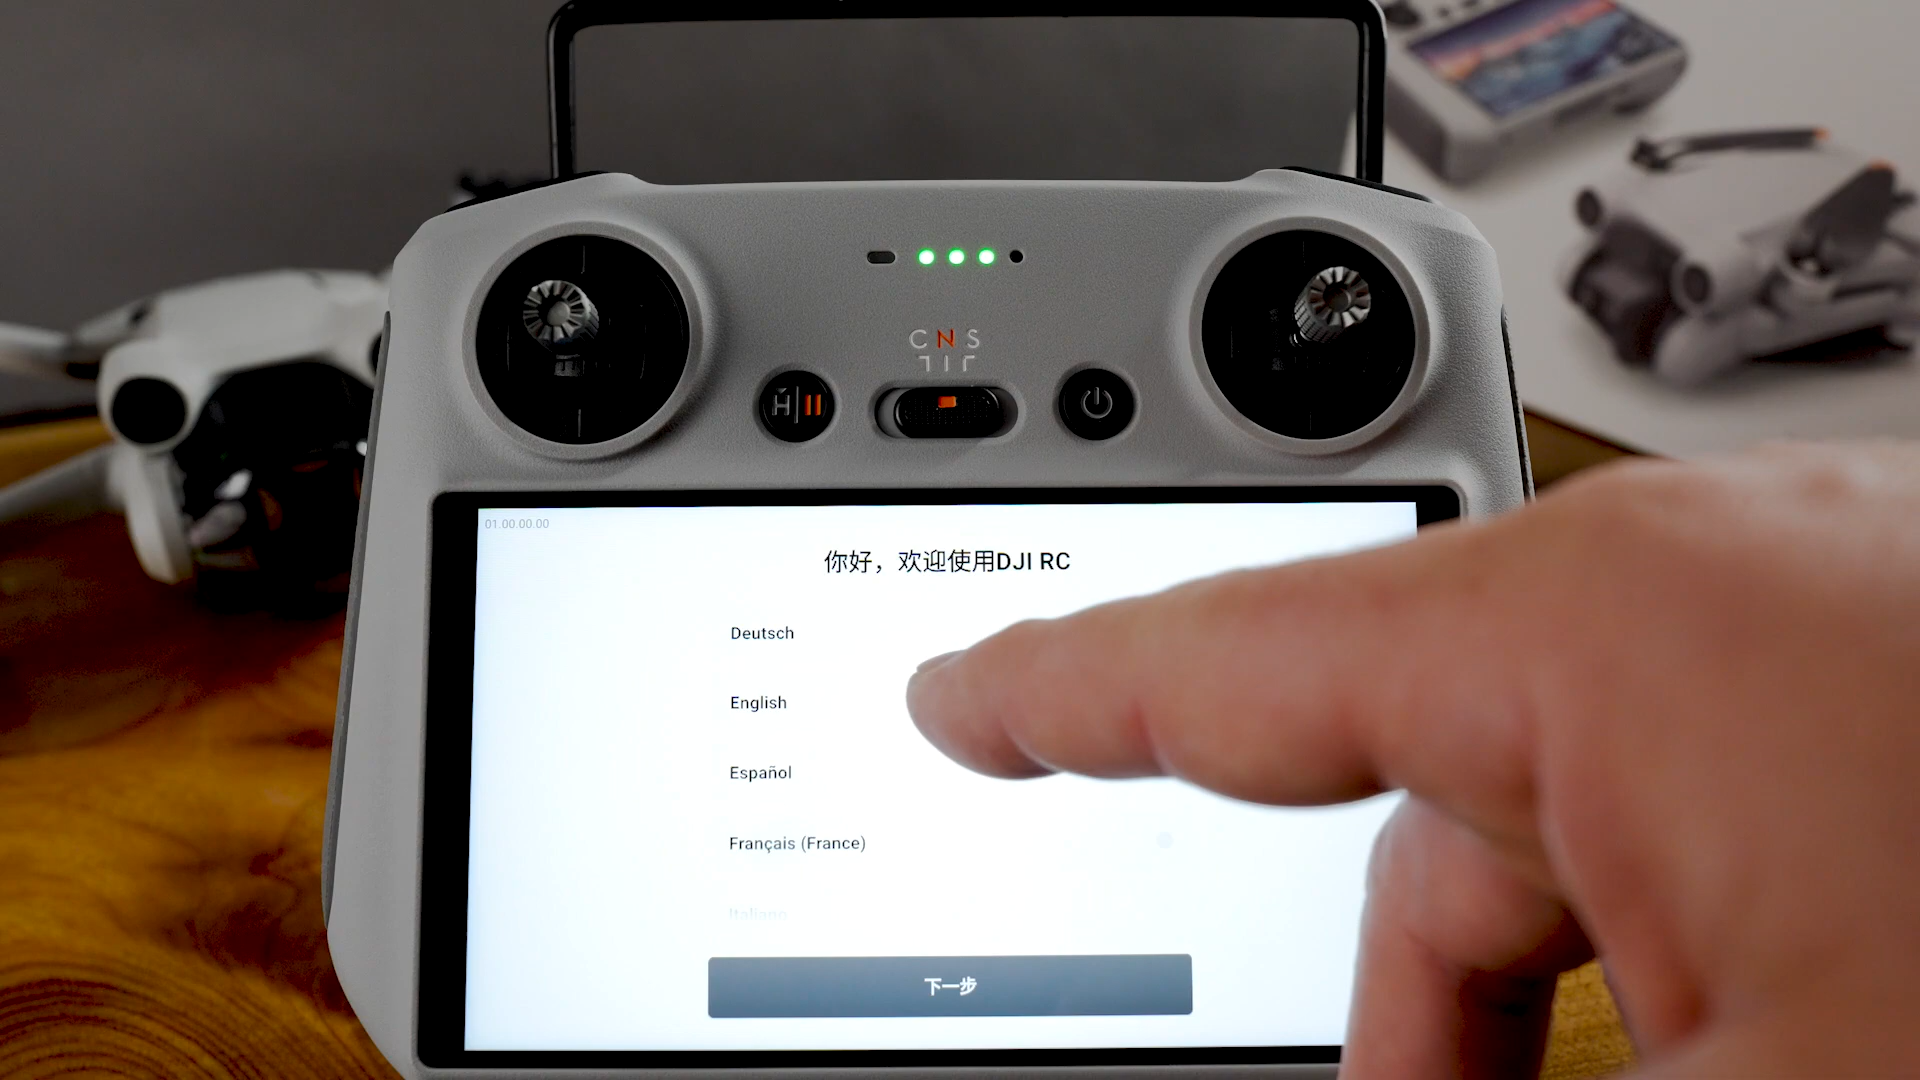 C N S
H
01.00.00.00
你好，欢迎使用DJI RC
Deutsch
English
Español
Français (France)
Italiano
下一步